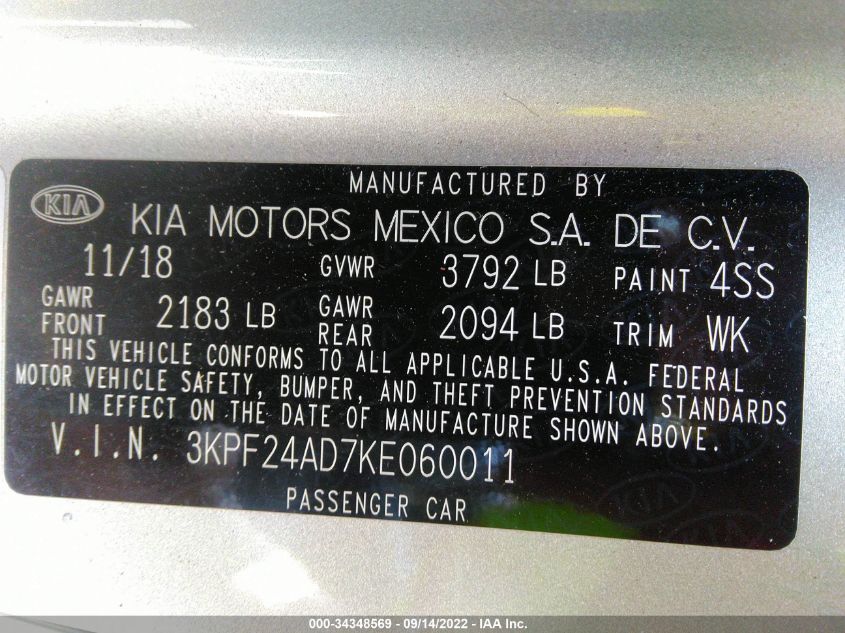 MANUFACTURED BY
KIA KIA MOTORS MEXICO S.A. DE C.V.
11/18 GVWR 3792 LB PAINT 4SS
GAWR FRONT 2183 LB GAWR REAR 2094 LB TRIM WK
THIS VEHICLE CONFORMS TO ALL APPLICABLE U.S.A. FEDERAL
MOTOR VEHICLE SAFETY, BUMPER, AND THEFT PREVENTION STANDARDS
IN EFFECT ON THE DATE OF MANUFACTURE SHOWN ABOVE.
V.I.N. 3KPF24AD7KE060011
PASSENGER CAR
KIA
000-34348569 - 09/14/2022 - IAA Inc.